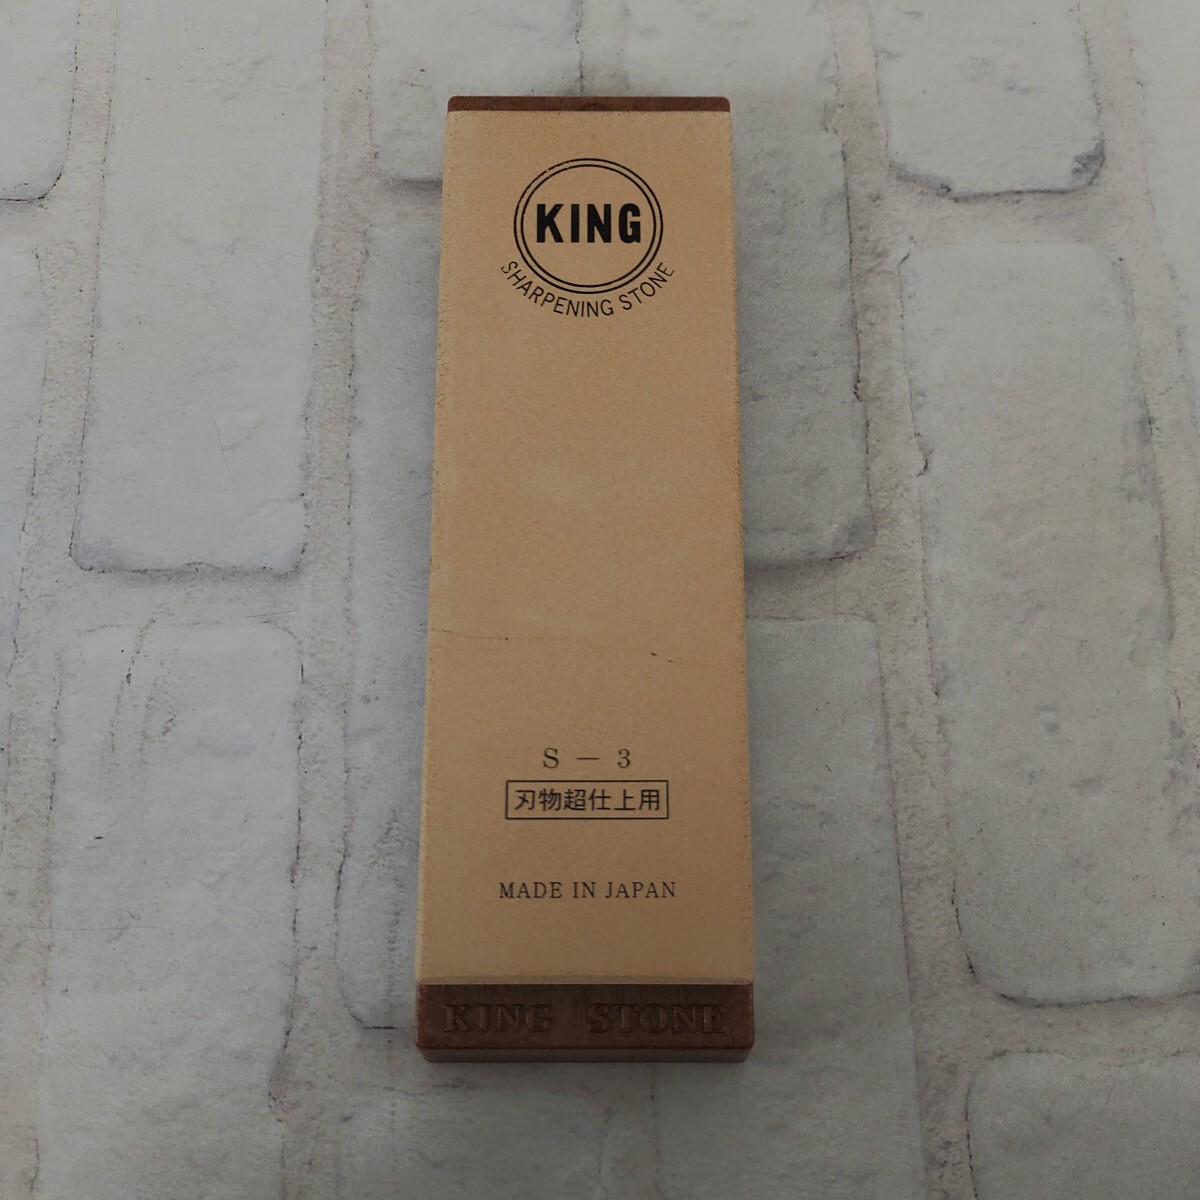 KING
SHARPENING STONE
S-3
刃物超仕上用
MADE IN JAPAN
KING STONE